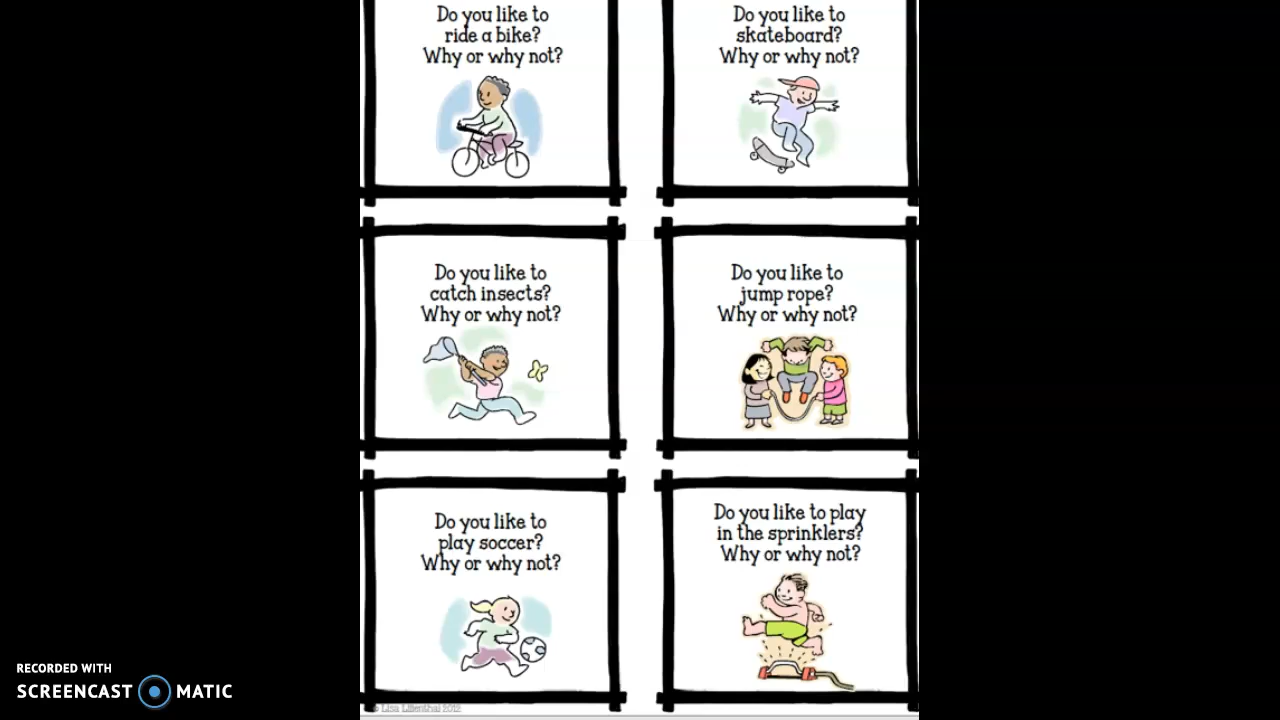 Do you like to
ride a bike?
Why or why not?
Do you like to
skateboard?
Why or why not?
Do you like to
catch insects?
Why or why not?
Do you like to
jump rope?
Why or why not?
Do you like to
play soccer?
Why or why not?
Do you like to play
in the sprinklers?
Why or why not?
© Lisa Lilienthal 2012
RECORDED WITH
SCREENCAST MATIC